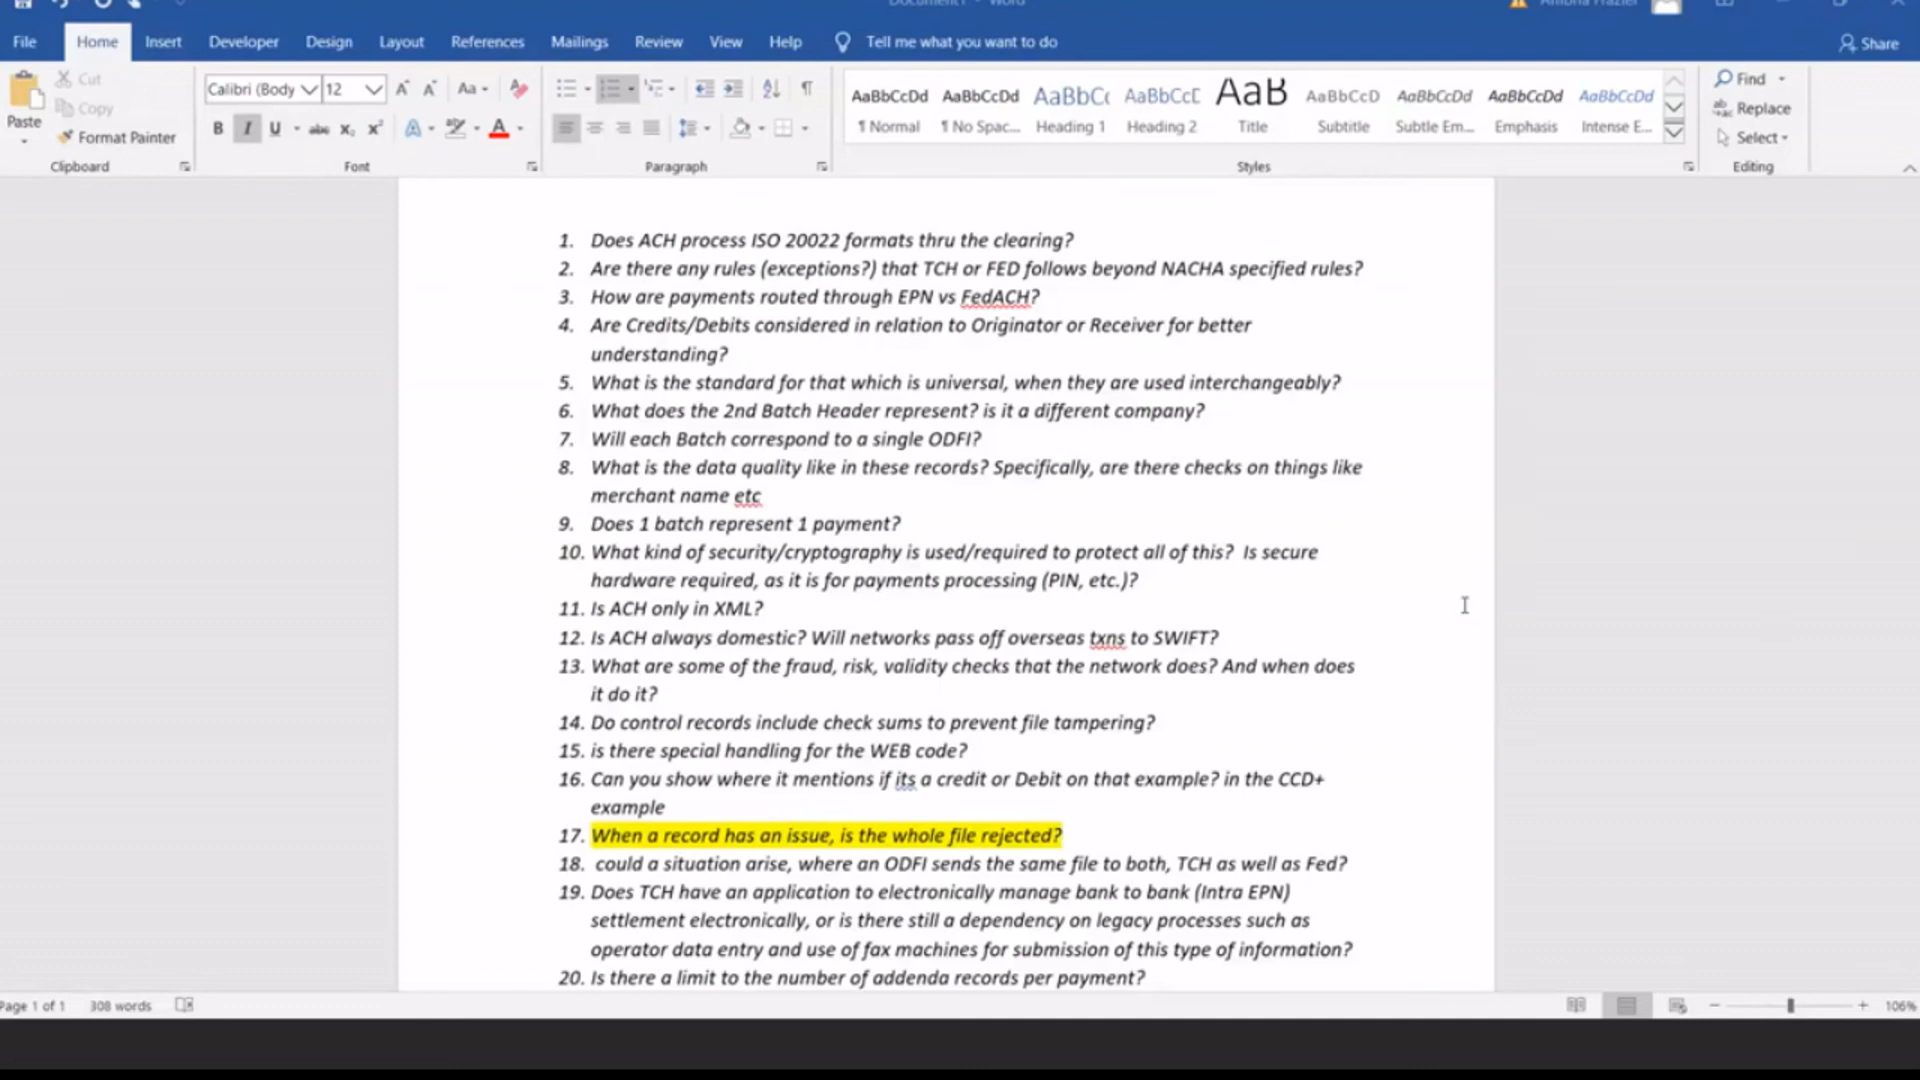 Document1 - Word
File Home Insert Developer Design Layout References Mailings Review View Help Tell me what you want to do Share
Paste
Cut
Copy
Format Painter
Clipboard
Calibri (Body 12
Font
Paragraph
AaBbCcDd AaBbCcDd AaBbCc AaBbCcD AaB AaBbCcD AaBbCcDd AaBbCcDd AaBbCcDd
¶ Normal ¶ No Spac... Heading 1 Heading 2 Title Subtitle Subtle Em... Emphasis Intense E...
Styles
Find
Replace
Select
Editing
1. Does ACH process ISO 20022 formats thru the clearing?
2. Are there any rules (exceptions?) that TCH or FED follows beyond NACHA specified rules?
3. How are payments routed through EPN vs FedACH?
4. Are Credits/Debits considered in relation to Originator or Receiver for better
understanding?
5. What is the standard for that which is universal, when they are used interchangeably?
6. What does the 2nd Batch Header represent? is it a different company?
7. Will each Batch correspond to a single ODFI?
8. What is the data quality like in these records? Specifically, are there checks on things like
merchant name etc
9. Does 1 batch represent 1 payment?
10. What kind of security/cryptography is used/required to protect all of this? Is secure
hardware required, as it is for payments processing (PIN, etc.)?
11. Is ACH only in XML?
12. Is ACH always domestic? Will networks pass off overseas txns to SWIFT?
13. What are some of the fraud, risk, validity checks that the network does? And when does
it do it?
14. Do control records include check sums to prevent file tampering?
15. is there special handling for the WEB code?
16. Can you show where it mentions if its a credit or Debit on that example? in the CCD+
example
17. When a record has an issue, is the whole file rejected?
18. could a situation arise, where an ODFI sends the same file to both, TCH as well as Fed?
19. Does TCH have an application to electronically manage bank to bank (Intra EPN)
settlement electronically, or is there still a dependency on legacy processes such as
operator data entry and use of fax machines for submission of this type of information?
20. Is there a limit to the number of addenda records per payment?
Page 1 of 1 308 words 106%